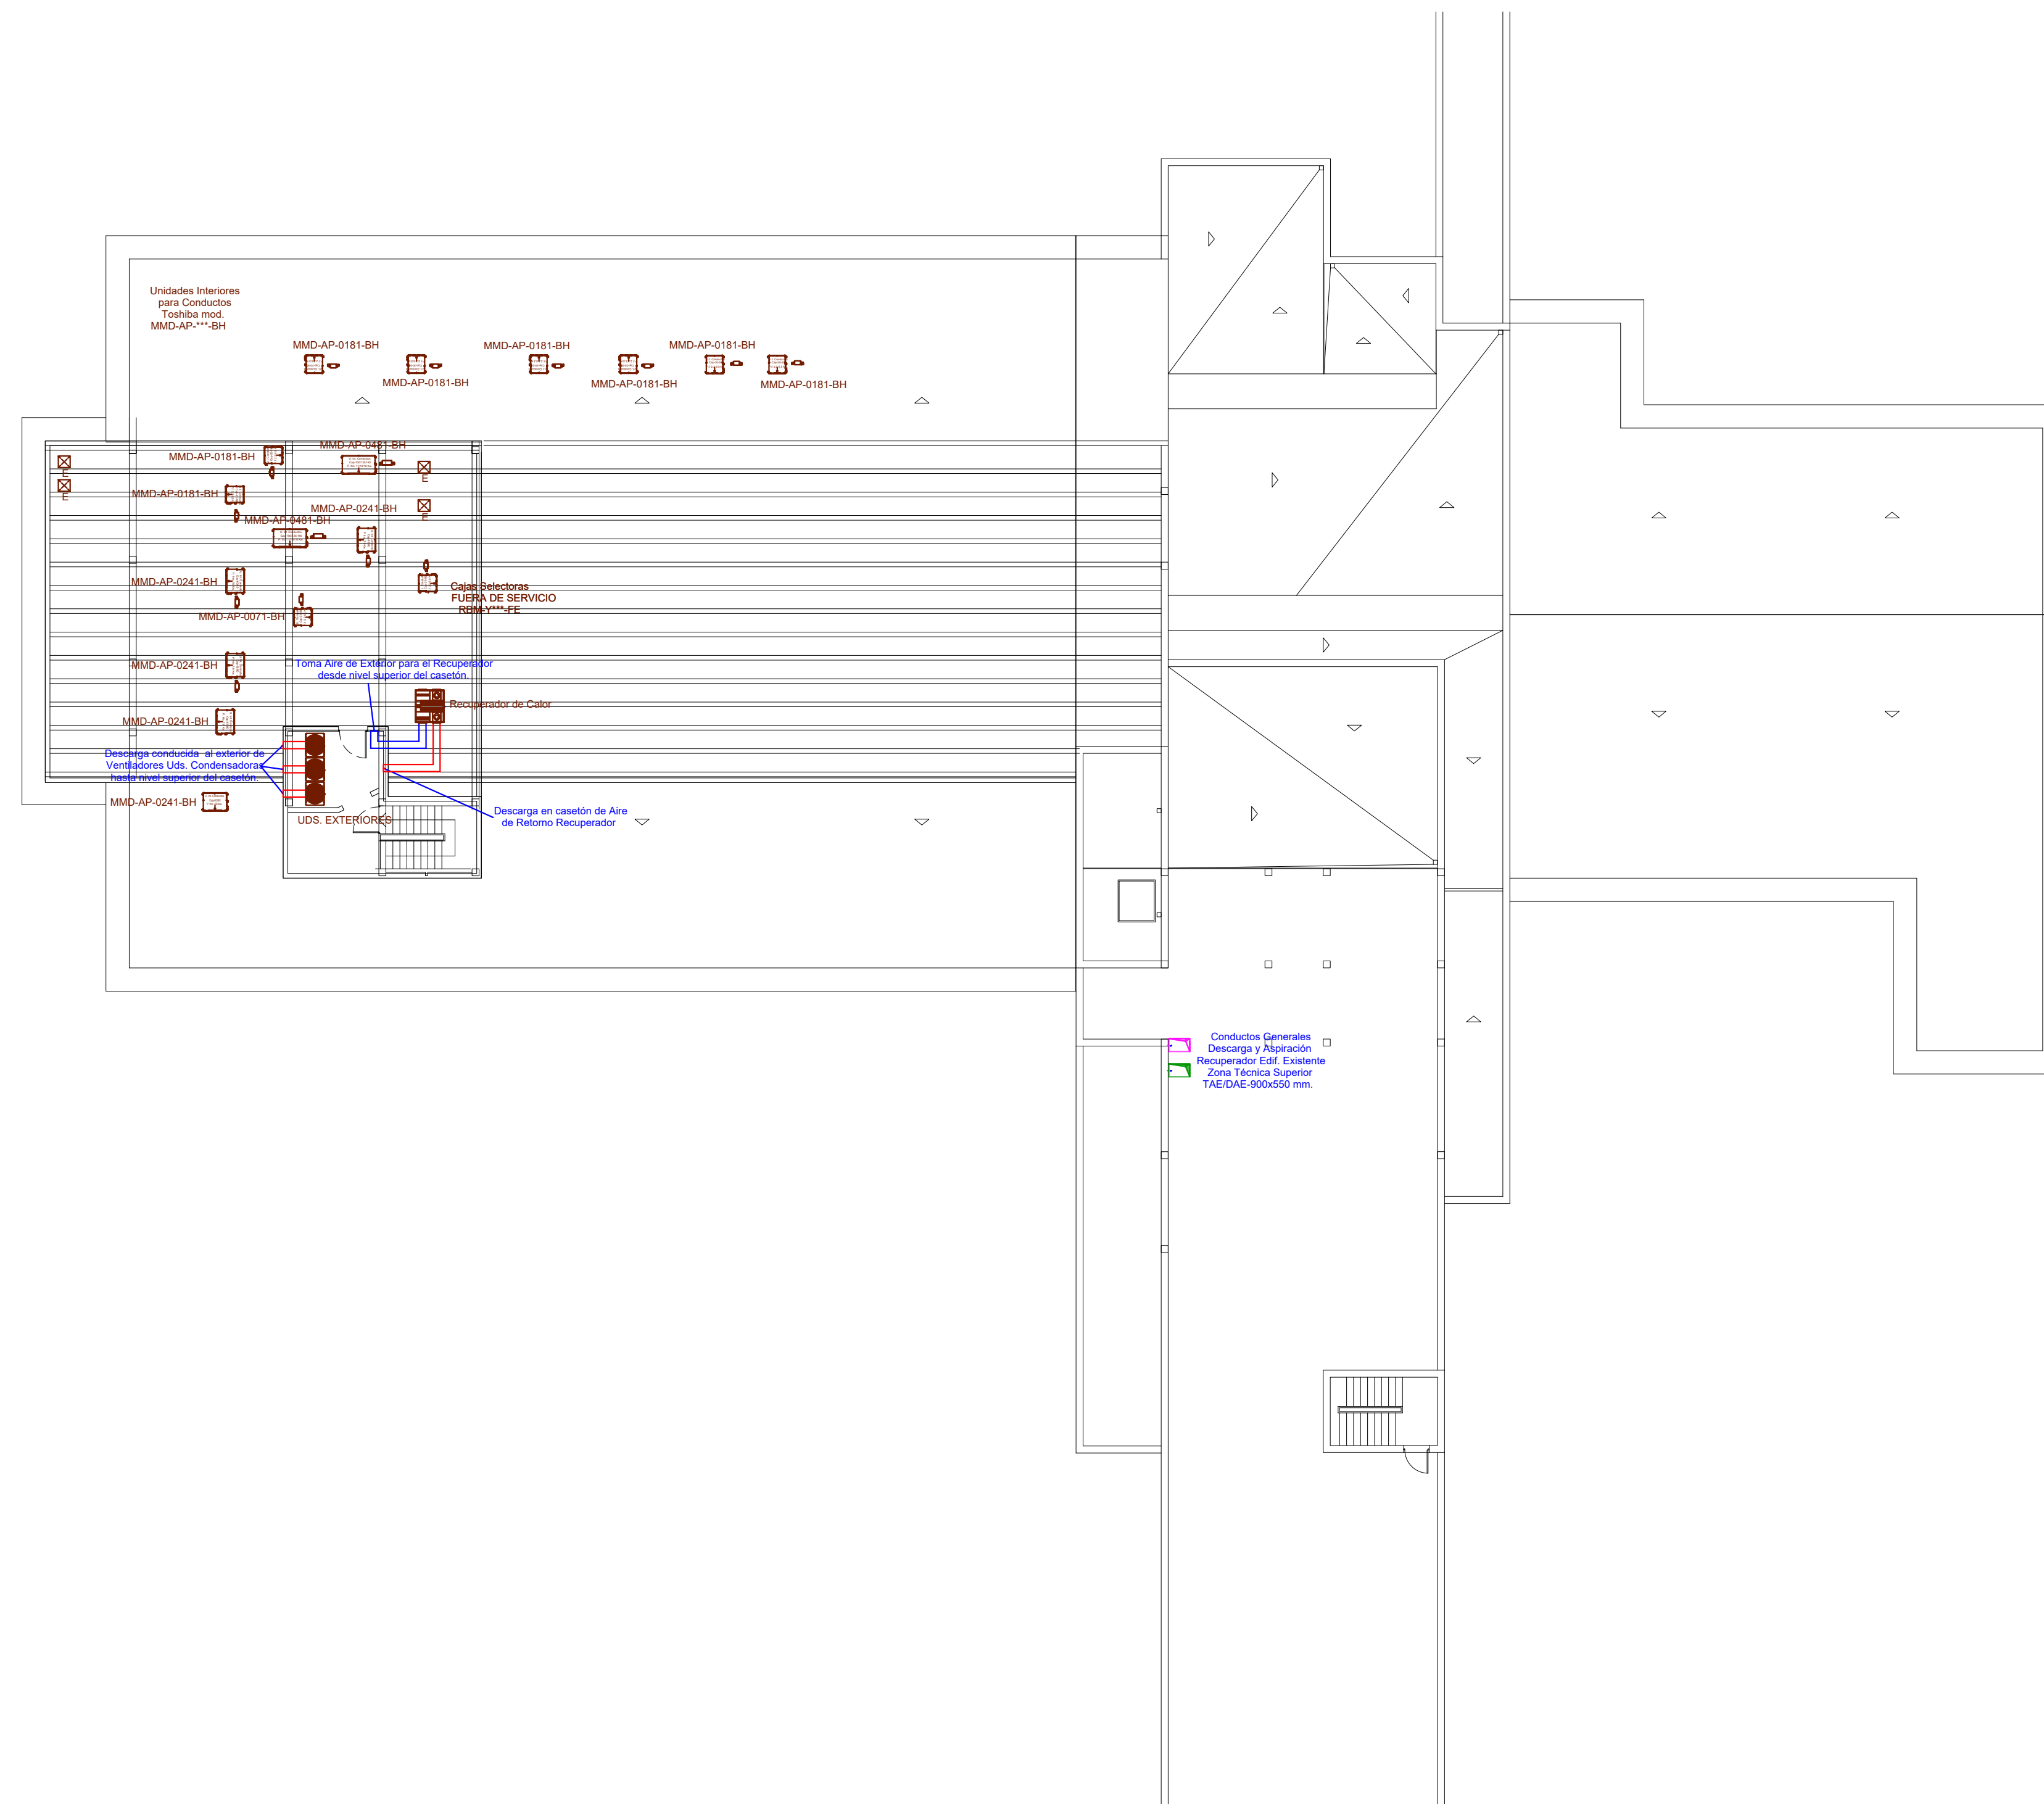 Unidades Interiores
para Conductos
Toshiba mod.
MMD-AP-***-BH
MMD-AP-0181-BH
MMD-AP-0181-BH
MMD-AP-0181-BH
MMD-AP-0181-BH
MMD-AP-0181-BH
MMD-AP-0181-BH
MMD-AP-0481-BH
MMD-AP-0181-BH
E
E
E
E
MMD-AP-0181-BH
MMD-AP-0241-BH
MMD-AP-0481-BH
MMD-AP-0241-BH
Cajas Selectoras
FUERA DE SERVICIO
RBM-Y***-FE
MMD-AP-0071-BH
MMD-AP-0241-BH
Toma Aire de Exterior para el Recuperador
desde nivel superior del casetón.
Recuperador de Calor
MMD-AP-0241-BH
Descarga conducida al exterior de
Ventiladores Uds. Condensadoras
hasta nivel superior del casetón.
MMD-AP-0241-BH
UDS. EXTERIORES
Descarga en casetón de Aire
de Retorno Recuperador
Conductos Generales
Descarga y Aspiración
Recuperador Edif. Existente
Zona Técnica Superior
TAE/DAE-900x550 mm.